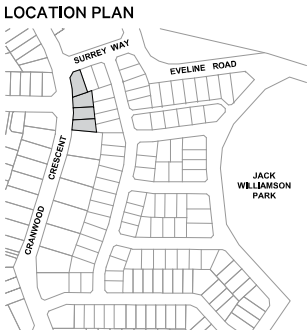 LOCATION PLAN
SURREY WAY
EVELINE ROAD
CRANWOOD CRESCENT
JACK
WILLIAMSON
PARK